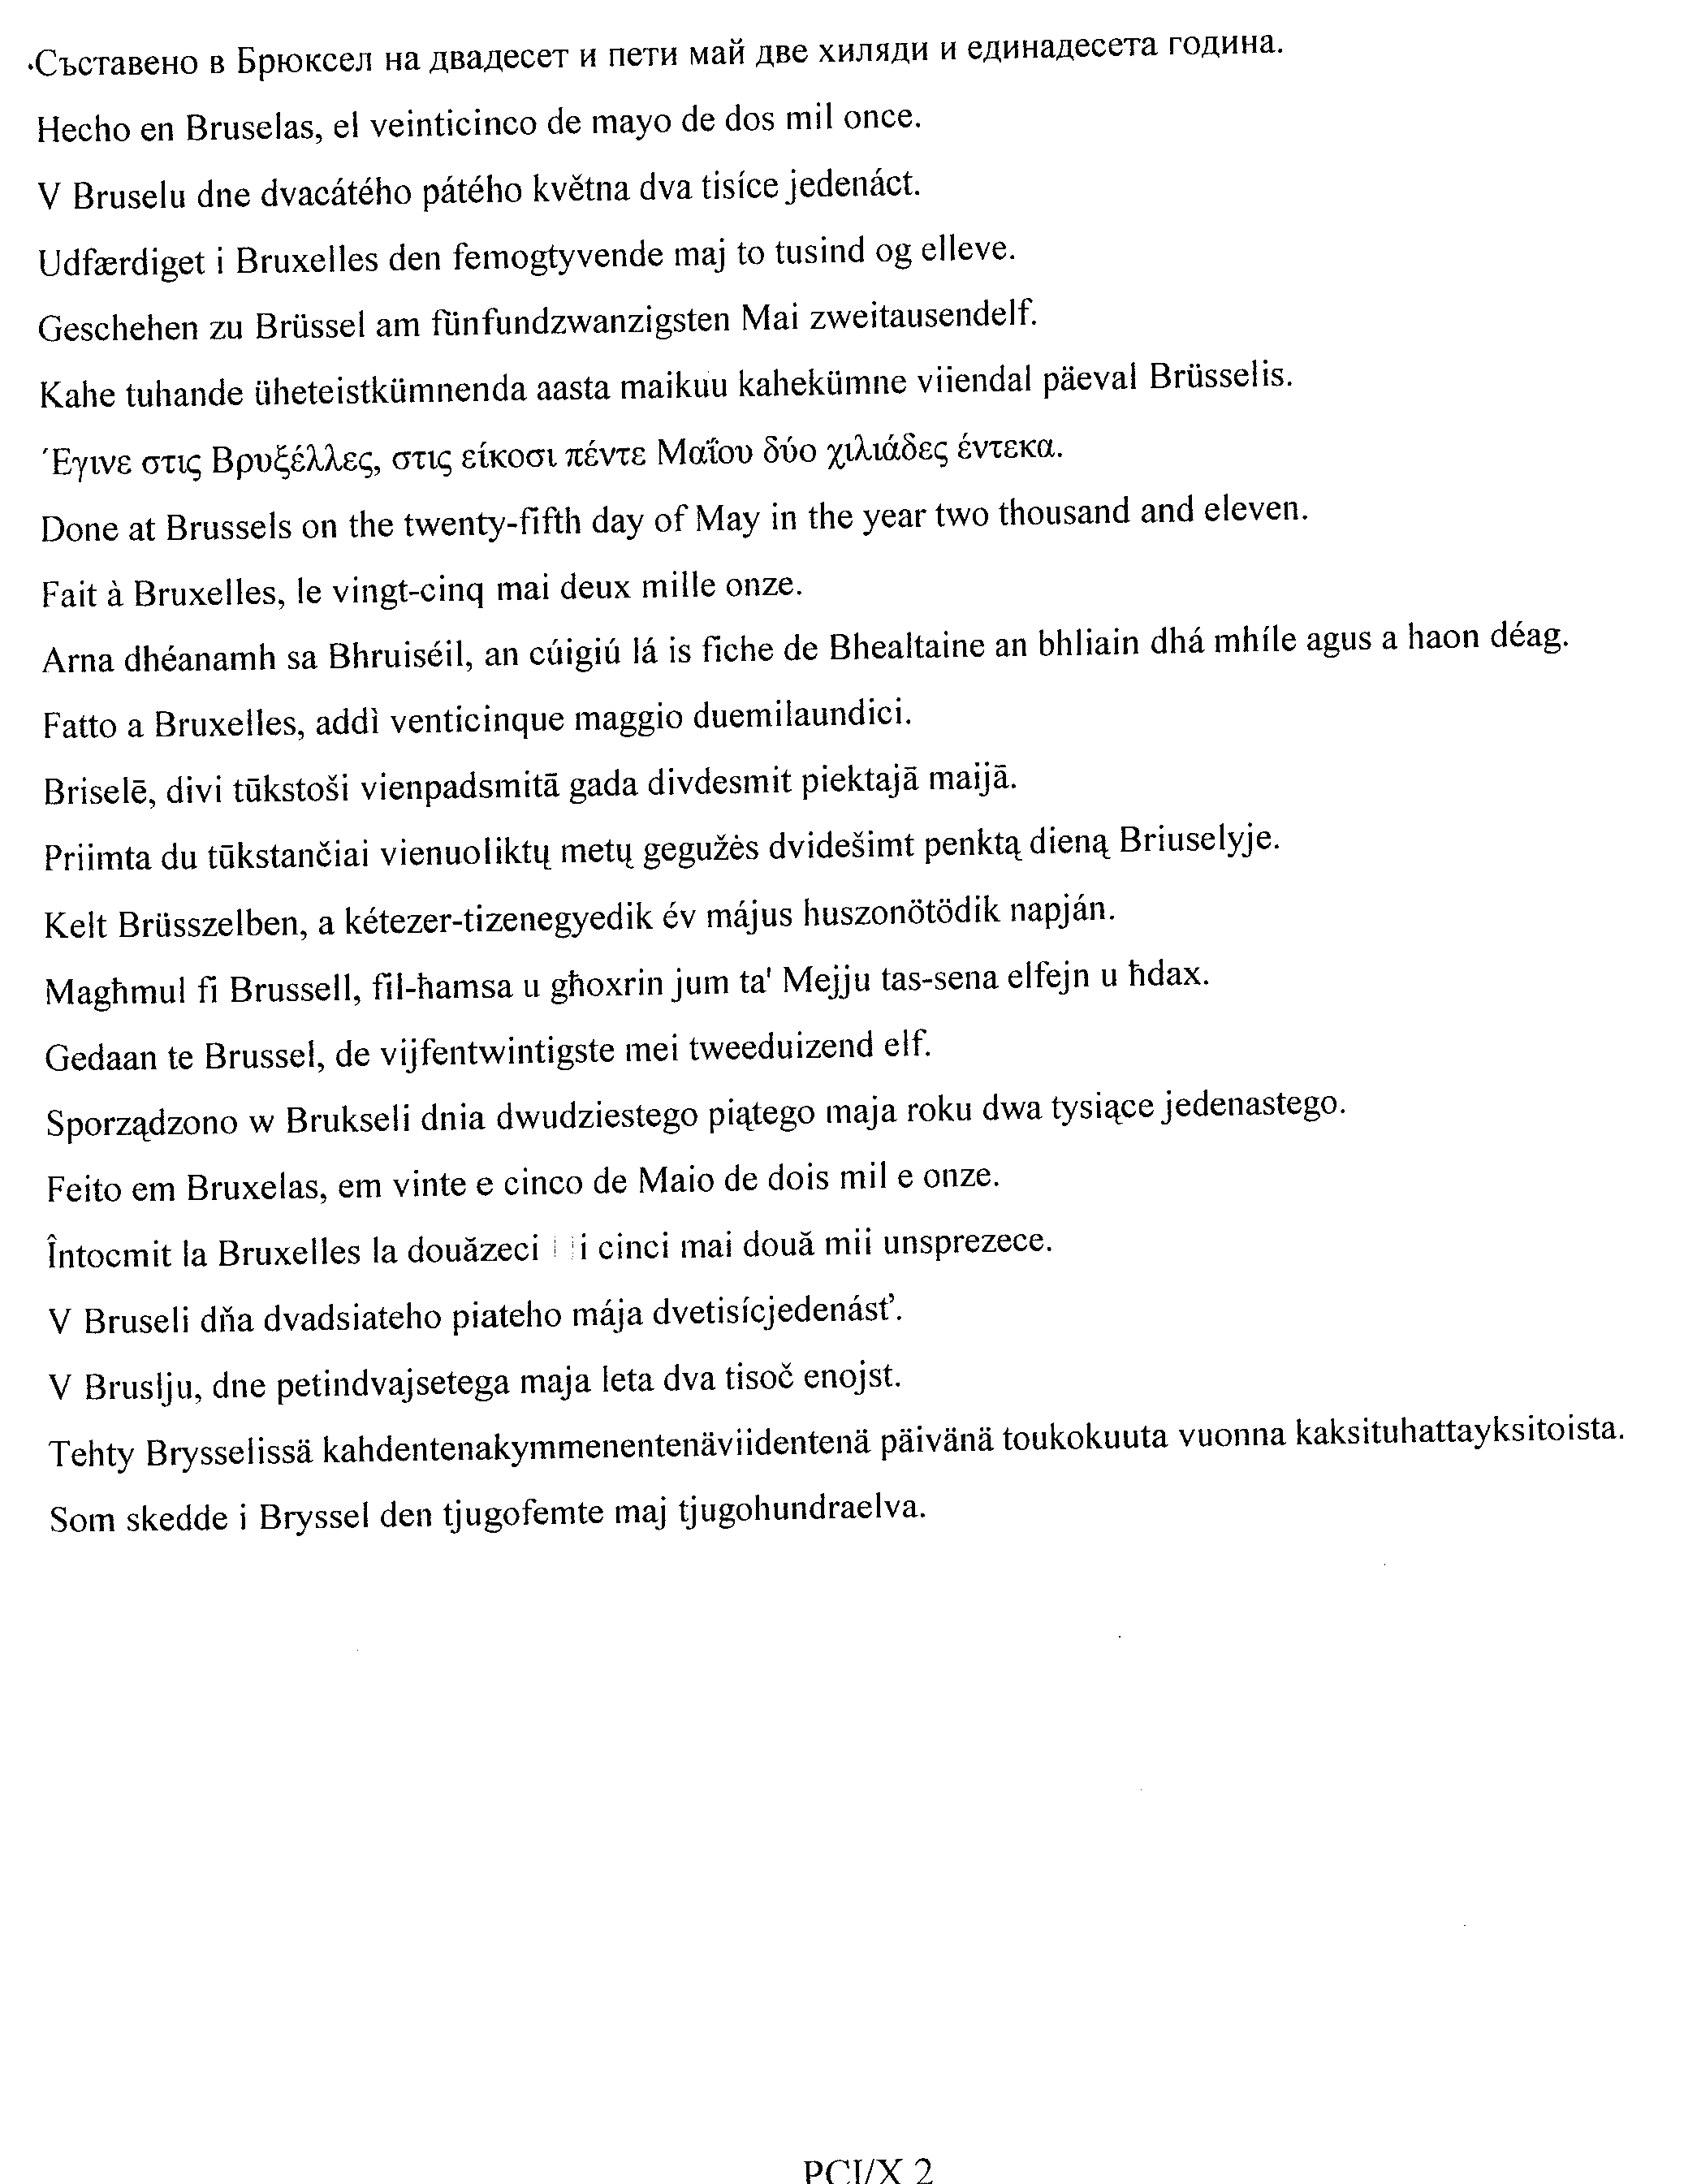 Съставено в Брюксел на двадесет и пети май две хиляди и единадесета година.
Hecho en Bruselas, el veinticinco de mayo de dos mil once.
V Bruselu dne dvacátého pátého května dva tisíce jedenáct.
Udfærdiget i Bruxelles den femogtyvende maj to tusind og elleve.
Geschehen zu Brüssel am fünfundzwanzigsten Mai zweitausendelf.
Kahe tuhande üheteistkümnenda aasta maikuu kahekümne viiendal päeval Brüsselis.
Έγινε στις Βρυξέλλες, στις είκοσι πέντε Μαΐου δύο χιλιάδες έντεκα.
Done at Brussels on the twenty-fifth day of May in the year two thousand and eleven.
Fait à Bruxelles, le vingt-cinq mai deux mille onze.
Arna dhéanamh sa Bhruiséil, an cúigiú lá is fiche de Bhealtaine an bhliain dhá mhíle agus a haon déag.
Fatto a Bruxelles, addì venticinque maggio duemilaundici.
Briselē, divi tūkstoši vienpadsmitā gada divdesmit piektajā maijā.
Priimta du tūkstančiai vienuoliktų metų gegužės dvidešimt penktą dieną Briuselyje.
Kelt Brüsszelben, a kétezer-tizenegyedik év május huszonötödik napján.
Magħmul fi Brussell, fil-ħamsa u għoxrin jum ta' Mejju tas-sena elfejn u ħdax.
Gedaan te Brussel, de vijfentwintigste mei tweeduizend elf.
Sporządzono w Brukseli dnia dwudziestego piątego maja roku dwa tysiące jedenastego.
Feito em Bruxelas, em vinte e cinco de Maio de dois mil e onze.
Întocmit la Bruxelles la douăzeci i cinci mai două mii unsprezece.
V Bruseli dňa dvadsiateho piateho mája dvetisícjedenásť.
V Bruslju, dne petindvajsetega maja leta dva tisoč enojst.
Tehty Brysselissä kahdentenakymmenentenäviidentenä päivänä toukokuuta vuonna kaksituhattayksitoista.
Som skedde i Bryssel den tjugofemte maj tjugohundraelva.
PCI/X 2